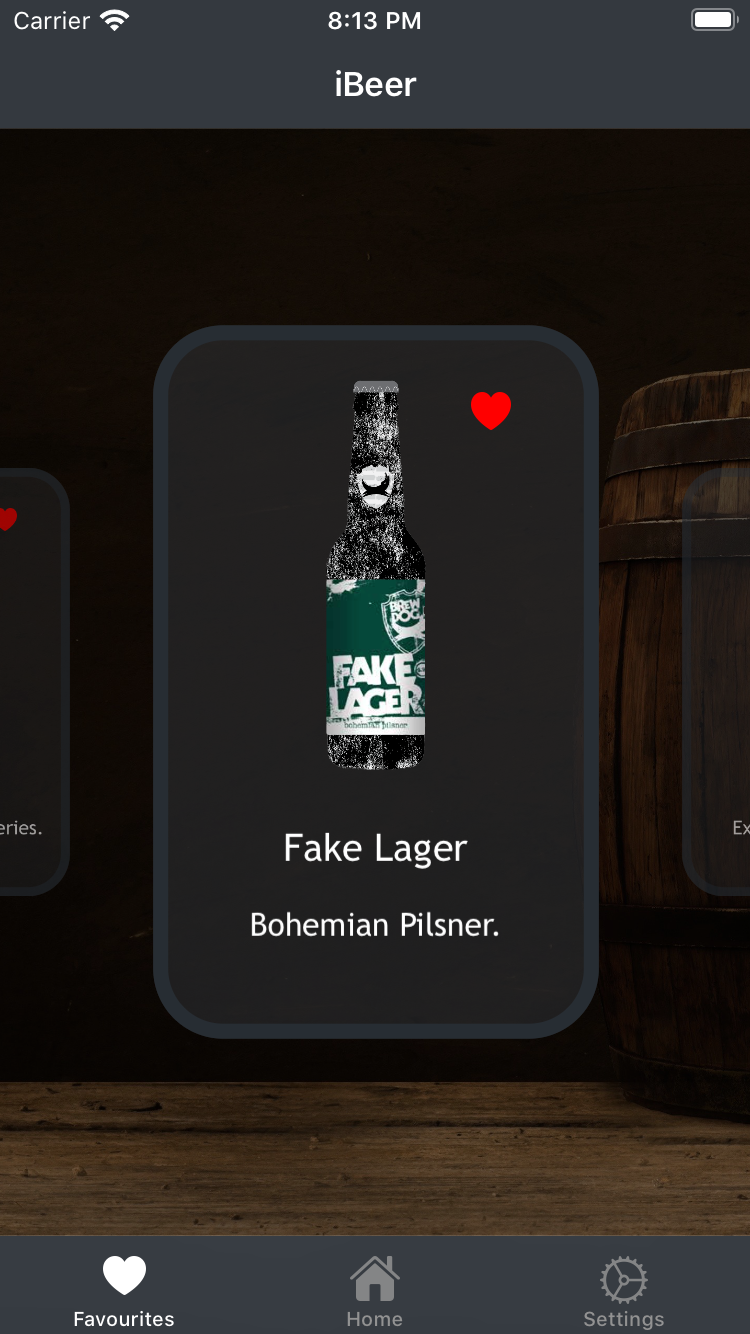 Carrier 8:13 PM
iBeer
BREW
DOG
FAKE
LAGER
bohemian pilsner
eries.
Ex
Fake Lager
Bohemian Pilsner.
Favourites Home Settings